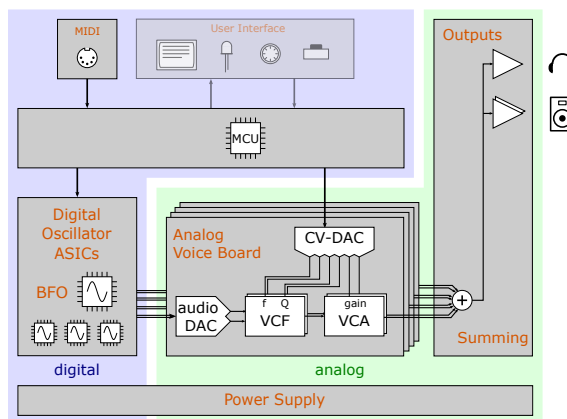 MIDI
User Interface
Outputs
MCU
Digital
Oscillator
ASICs
BFO
Analog
Voice Board
CV-DAC
audio
DAC
f Q
VCF
gain
VCA
Summing
digital
analog
Power Supply